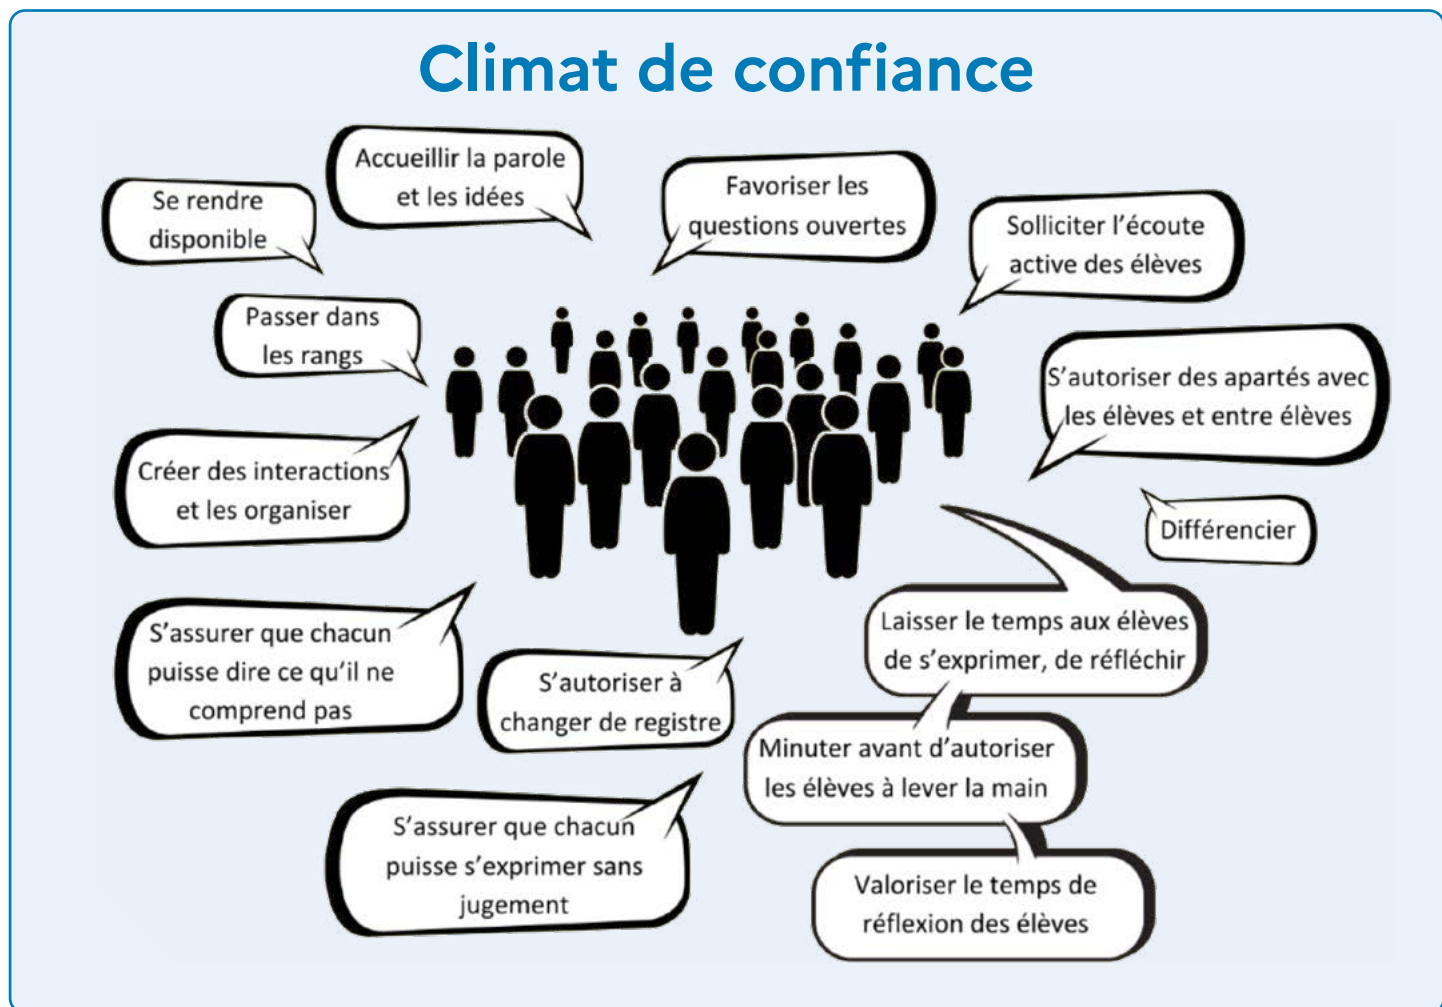 Climat de confiance
Accueillir la parole
et les idées
Favoriser les
questions ouvertes
Se rendre
disponible
Solliciter l'écoute
active des élèves
Passer dans
les rangs
S'autoriser des apartés avec
les élèves et entre élèves
Créer des interactions
et les organiser
Différencier
S'assurer que chacun
puisse dire ce qu'il ne
comprend pas
Laisser le temps aux élèves
de s'exprimer, de réfléchir
S'autoriser à
changer de registre
Minuter avant d'autoriser
les élèves à lever la main
S'assurer que chacun
puisse s'exprimer sans
jugement
Valoriser le temps de
réflexion des élèves